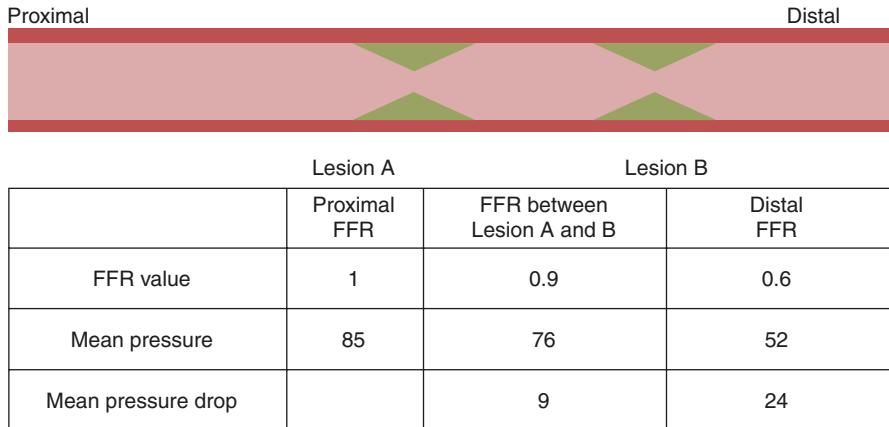 Proximal Distal
Lesion A Lesion B
Proximal FFR between Distal
FFR Lesion A and B FFR
FFR value 1 0.9 0.6
Mean pressure 85 76 52
Mean pressure drop 9 24